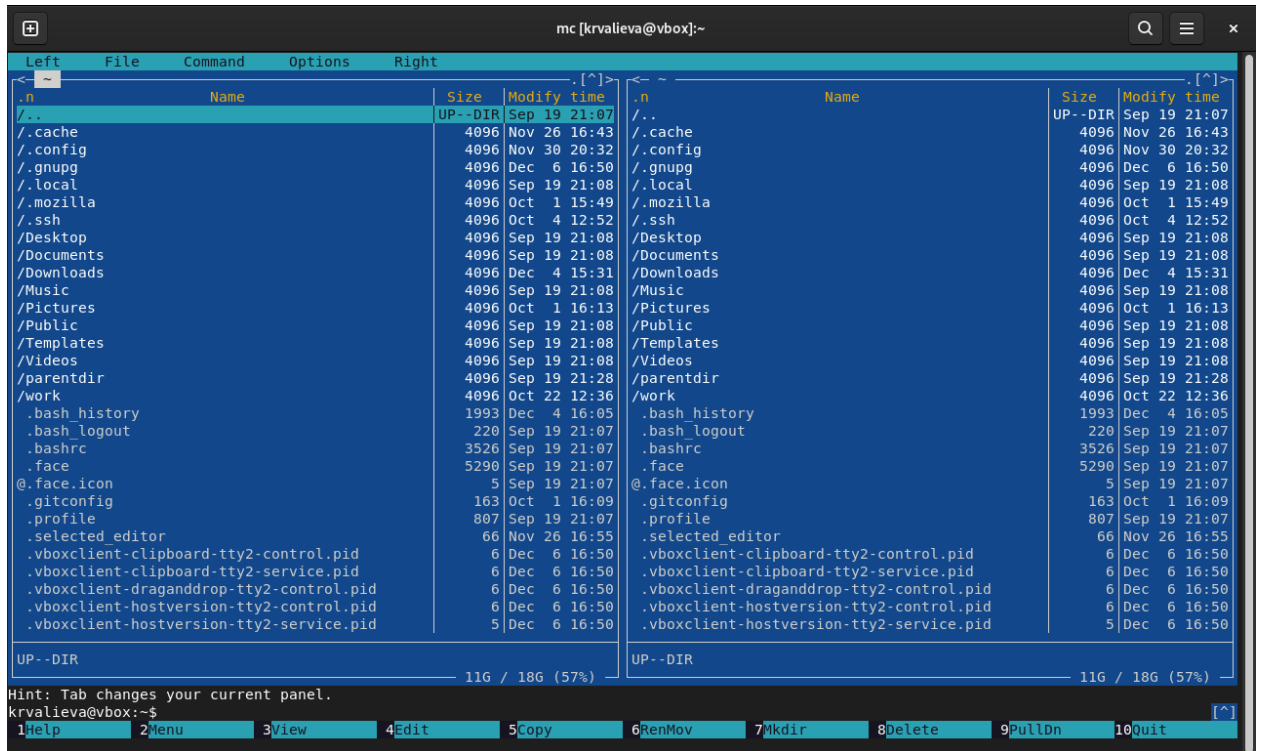 mc [krvalieva@vbox]:~
Left File Command Options Right
<— ~ .[^]> <— ~ .[^]>
.n Name Size Modify time .n Name Size Modify time
/.. UP--DIR Sep 19 21:07 /.. UP--DIR Sep 19 21:07
/.cache 4096 Nov 26 16:43 /.cache 4096 Nov 26 16:43
/.config 4096 Nov 30 20:32 /.config 4096 Nov 30 20:32
/.gnupg 4096 Dec 6 16:50 /.gnupg 4096 Dec 6 16:50
/.local 4096 Sep 19 21:08 /.local 4096 Sep 19 21:08
/.mozilla 4096 Oct 1 15:49 /.mozilla 4096 Oct 1 15:49
/.ssh 4096 Oct 4 12:52 /.ssh 4096 Oct 4 12:52
/Desktop 4096 Sep 19 21:08 /Desktop 4096 Sep 19 21:08
/Documents 4096 Sep 19 21:08 /Documents 4096 Sep 19 21:08
/Downloads 4096 Dec 4 15:31 /Downloads 4096 Dec 4 15:31
/Music 4096 Sep 19 21:08 /Music 4096 Sep 19 21:08
/Pictures 4096 Oct 1 16:13 /Pictures 4096 Oct 1 16:13
/Public 4096 Sep 19 21:08 /Public 4096 Sep 19 21:08
/Templates 4096 Sep 19 21:08 /Templates 4096 Sep 19 21:08
/Videos 4096 Sep 19 21:08 /Videos 4096 Sep 19 21:08
/parentdir 4096 Sep 19 21:28 /parentdir 4096 Sep 19 21:28
/work 4096 Oct 22 12:36 /work 4096 Oct 22 12:36
.bash_history 1993 Dec 4 16:05 .bash_history 1993 Dec 4 16:05
.bash_logout 220 Sep 19 21:07 .bash_logout 220 Sep 19 21:07
.bashrc 3526 Sep 19 21:07 .bashrc 3526 Sep 19 21:07
.face 5290 Sep 19 21:07 .face 5290 Sep 19 21:07
@.face.icon 5 Sep 19 21:07 @.face.icon 5 Sep 19 21:07
.gitconfig 163 Oct 1 16:09 .gitconfig 163 Oct 1 16:09
.profile 807 Sep 19 21:07 .profile 807 Sep 19 21:07
.selected_editor 66 Nov 26 16:55 .selected_editor 66 Nov 26 16:55
.vboxclient-clipboard-tty2-control.pid 6 Dec 6 16:50 .vboxclient-clipboard-tty2-control.pid 6 Dec 6 16:50
.vboxclient-clipboard-tty2-service.pid 6 Dec 6 16:50 .vboxclient-clipboard-tty2-service.pid 6 Dec 6 16:50
.vboxclient-draganddrop-tty2-control.pid 6 Dec 6 16:50 .vboxclient-draganddrop-tty2-control.pid 6 Dec 6 16:50
.vboxclient-hostversion-tty2-control.pid 6 Dec 6 16:50 .vboxclient-hostversion-tty2-control.pid 6 Dec 6 16:50
.vboxclient-hostversion-tty2-service.pid 5 Dec 6 16:50 .vboxclient-hostversion-tty2-service.pid 5 Dec 6 16:50
UP--DIR UP--DIR
11G / 18G (57%) 11G / 18G (57%)
Hint: Tab changes your current panel.
krvalieva@vbox:~$ [^]
1Help 2Menu 3View 4Edit 5Copy 6RenMov 7Mkdir 8Delete 9PullDn 10Quit